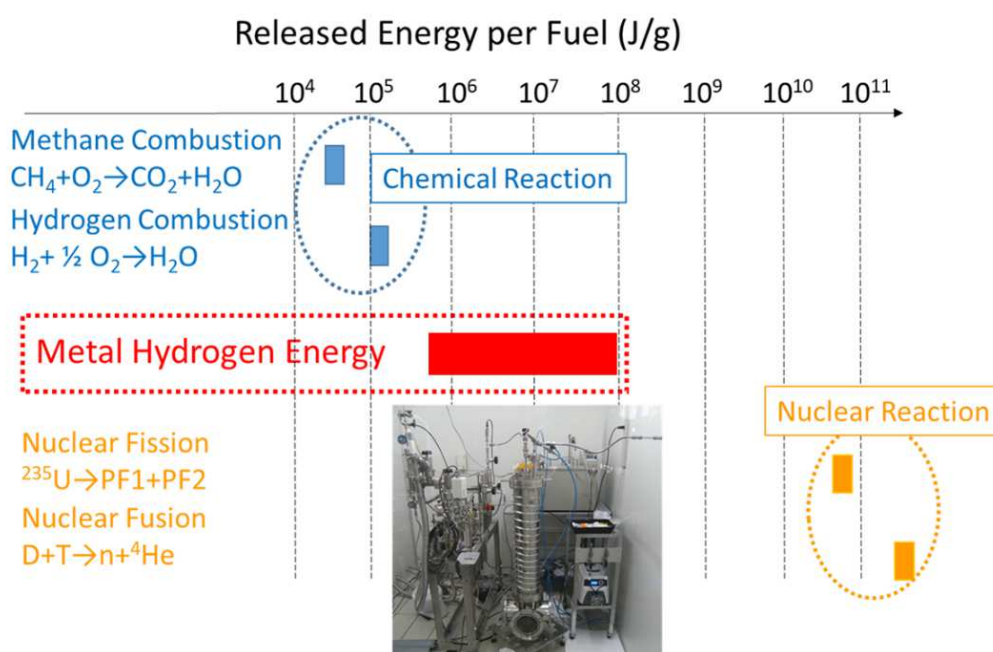 Released Energy per Fuel (J/g)
10⁴ 10⁵ 10⁶ 10⁷ 10⁸ 10⁹ 10¹⁰ 10¹¹
Methane Combustion
CH₄+O₂→CO₂+H₂O
Chemical Reaction
Hydrogen Combustion
H₂+ ½ O₂→H₂O
Metal Hydrogen Energy
Nuclear Reaction
Nuclear Fission
²³⁵U→PF1+PF2
Nuclear Fusion
D+T→n+⁴He